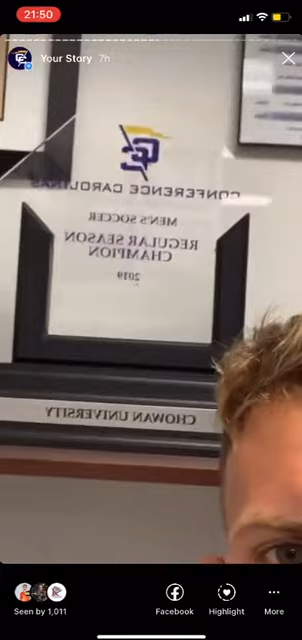 21:50
Your Story 7h
CONFERENCE CAROLINAS
MEN'S SOCCER
REGULAR SEASON
CHAMPION
2019
CHOWAN UNIVERSITY
Seen by 1,011
Facebook
Highlight
More